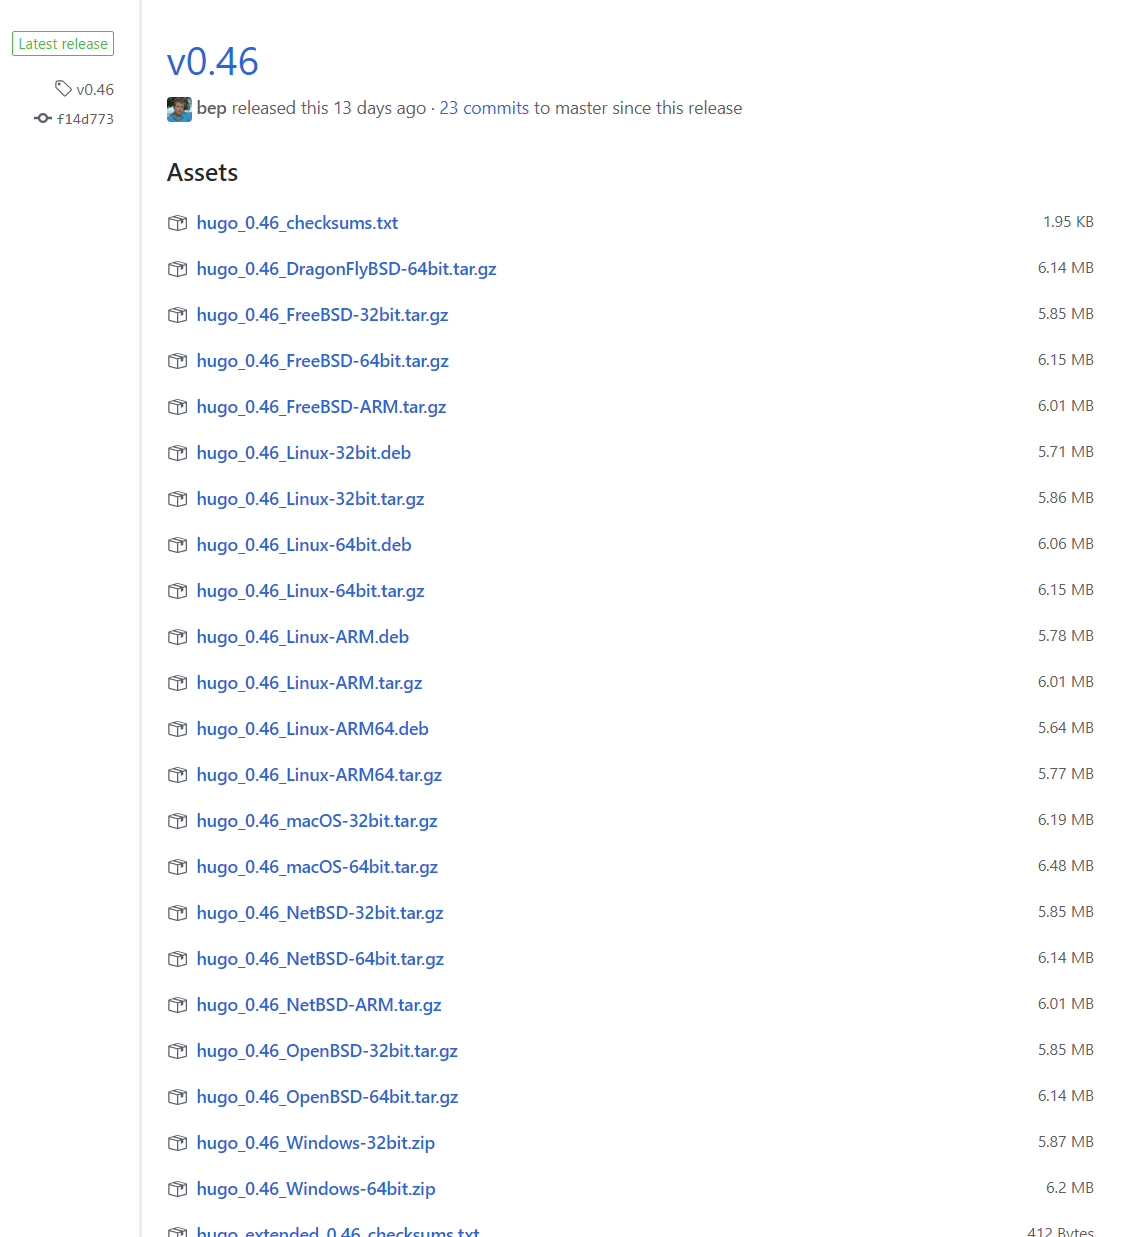 Latest release
v0.46
f14d773
v0.46
bep released this 13 days ago · 23 commits to master since this release
Assets
hugo_0.46_checksums.txt 1.95 KB
hugo_0.46_DragonFlyBSD-64bit.tar.gz 6.14 MB
hugo_0.46_FreeBSD-32bit.tar.gz 5.85 MB
hugo_0.46_FreeBSD-64bit.tar.gz 6.15 MB
hugo_0.46_FreeBSD-ARM.tar.gz 6.01 MB
hugo_0.46_Linux-32bit.deb 5.71 MB
hugo_0.46_Linux-32bit.tar.gz 5.86 MB
hugo_0.46_Linux-64bit.deb 6.06 MB
hugo_0.46_Linux-64bit.tar.gz 6.15 MB
hugo_0.46_Linux-ARM.deb 5.78 MB
hugo_0.46_Linux-ARM.tar.gz 6.01 MB
hugo_0.46_Linux-ARM64.deb 5.64 MB
hugo_0.46_Linux-ARM64.tar.gz 5.77 MB
hugo_0.46_macOS-32bit.tar.gz 6.19 MB
hugo_0.46_macOS-64bit.tar.gz 6.48 MB
hugo_0.46_NetBSD-32bit.tar.gz 5.85 MB
hugo_0.46_NetBSD-64bit.tar.gz 6.14 MB
hugo_0.46_NetBSD-ARM.tar.gz 6.01 MB
hugo_0.46_OpenBSD-32bit.tar.gz 5.85 MB
hugo_0.46_OpenBSD-64bit.tar.gz 6.14 MB
hugo_0.46_Windows-32bit.zip 5.87 MB
hugo_0.46_Windows-64bit.zip 6.2 MB
hugo_extended_0.46_checksums.txt 412 Bytes